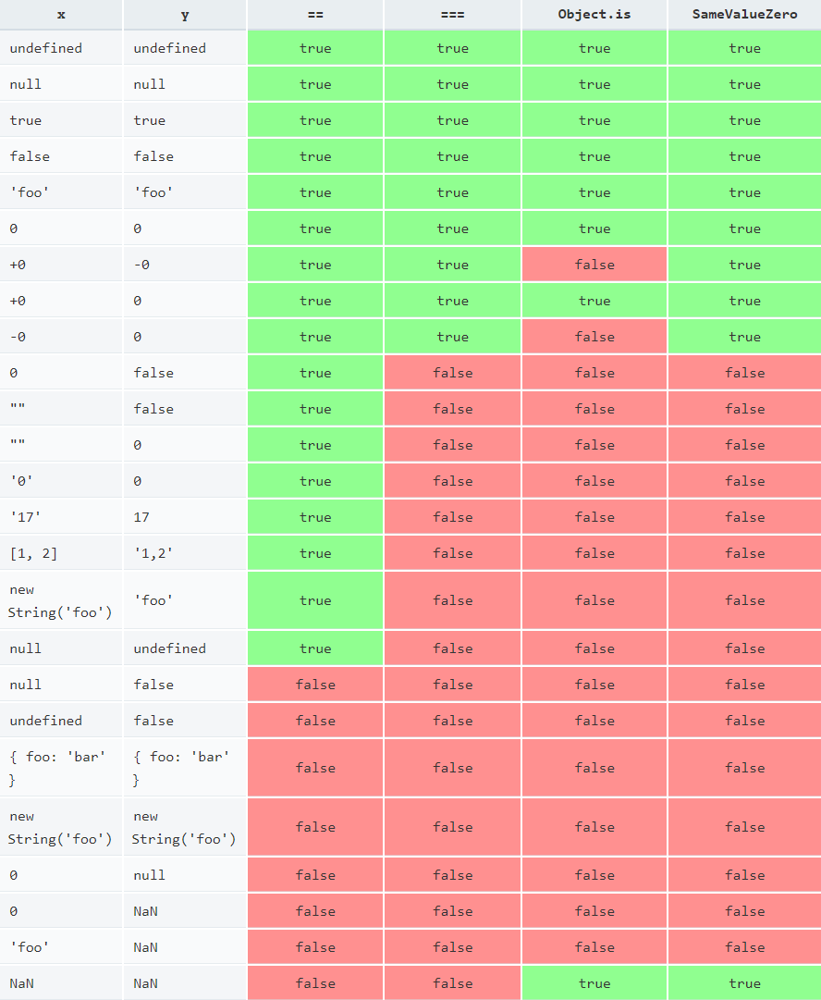 x y == === Object.is SameValueZero
undefined undefined true true true true
null null true true true true
true true true true true true
false false true true true true
'foo' 'foo' true true true true
0 0 true true true true
+0 -0 true true false true
+0 0 true true true true
-0 0 true true false true
0 false true false false false
"" false true false false false
"" 0 true false false false
'0' 0 true false false false
'17' 17 true false false false
[1, 2] '1,2' true false false false
new
String('foo') 'foo' true false false false
null undefined true false false false
null false false false false false
undefined false false false false false
{ foo: 'bar' { foo: 'bar'
} } false false false false
new new
String('foo') String('foo') false false false false
0 null false false false false
0 NaN false false false false
'foo' NaN false false false false
NaN NaN false false true true